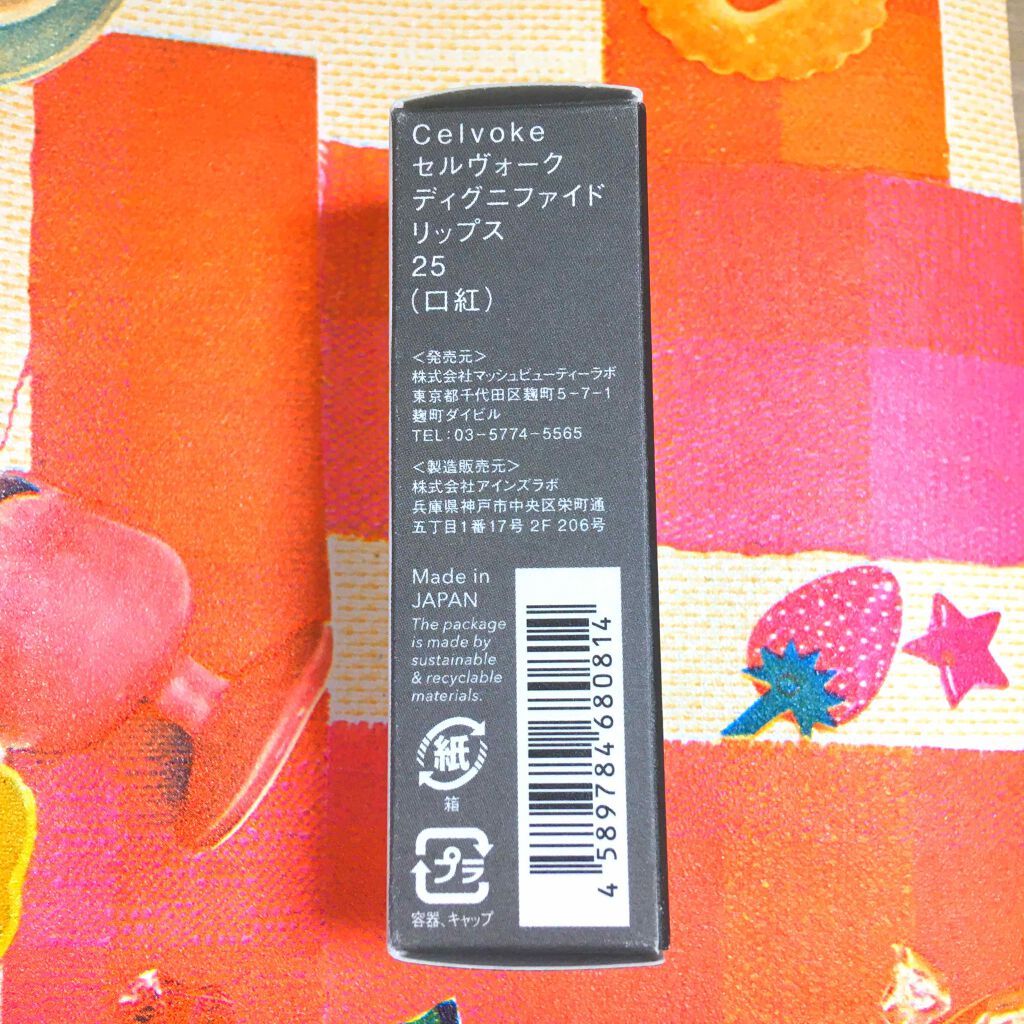 Celvoke
セルヴォーク
ディグニファイド
リップス
25
(口紅)
<発売元>
株式会社マッシュビューティーラボ
東京都千代田区麹町5-7-1
麹町ダイビル
TEL:03-5774-5565
<製造販売元>
株式会社アインズラボ
兵庫県神戸市中央区栄町通
五丁目1番17号 2F 206号
Made in
JAPAN
The package
is made by
sustainable
& recyclable
materials.
紙
箱
プラ
容器、キャップ
4 589784 680814